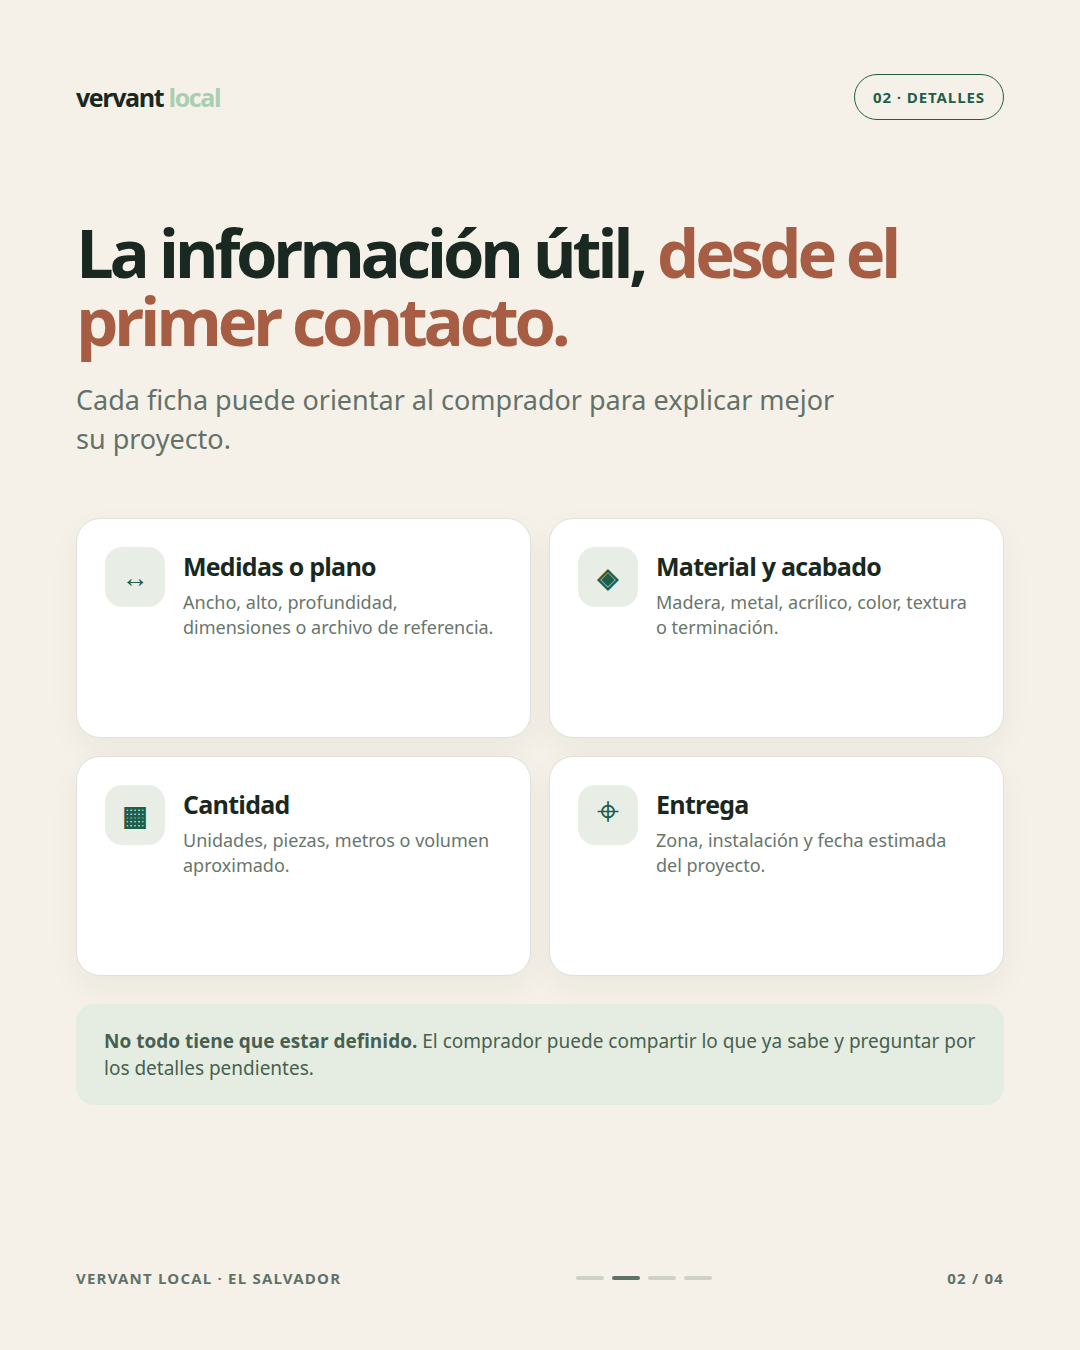 vervant local
02 · DETALLES
La información útil, desde el
primer contacto.
Cada ficha puede orientar al comprador para explicar mejor
su proyecto.
Medidas o plano
Ancho, alto, profundidad,
dimensiones o archivo de referencia.
Material y acabado
Madera, metal, acrílico, color, textura
o terminación.
Cantidad
Unidades, piezas, metros o volumen
aproximado.
Entrega
Zona, instalación y fecha estimada
del proyecto.
No todo tiene que estar definido. El comprador puede compartir lo que ya sabe y preguntar por
los detalles pendientes.
VERVANT LOCAL · EL SALVADOR
02 / 04